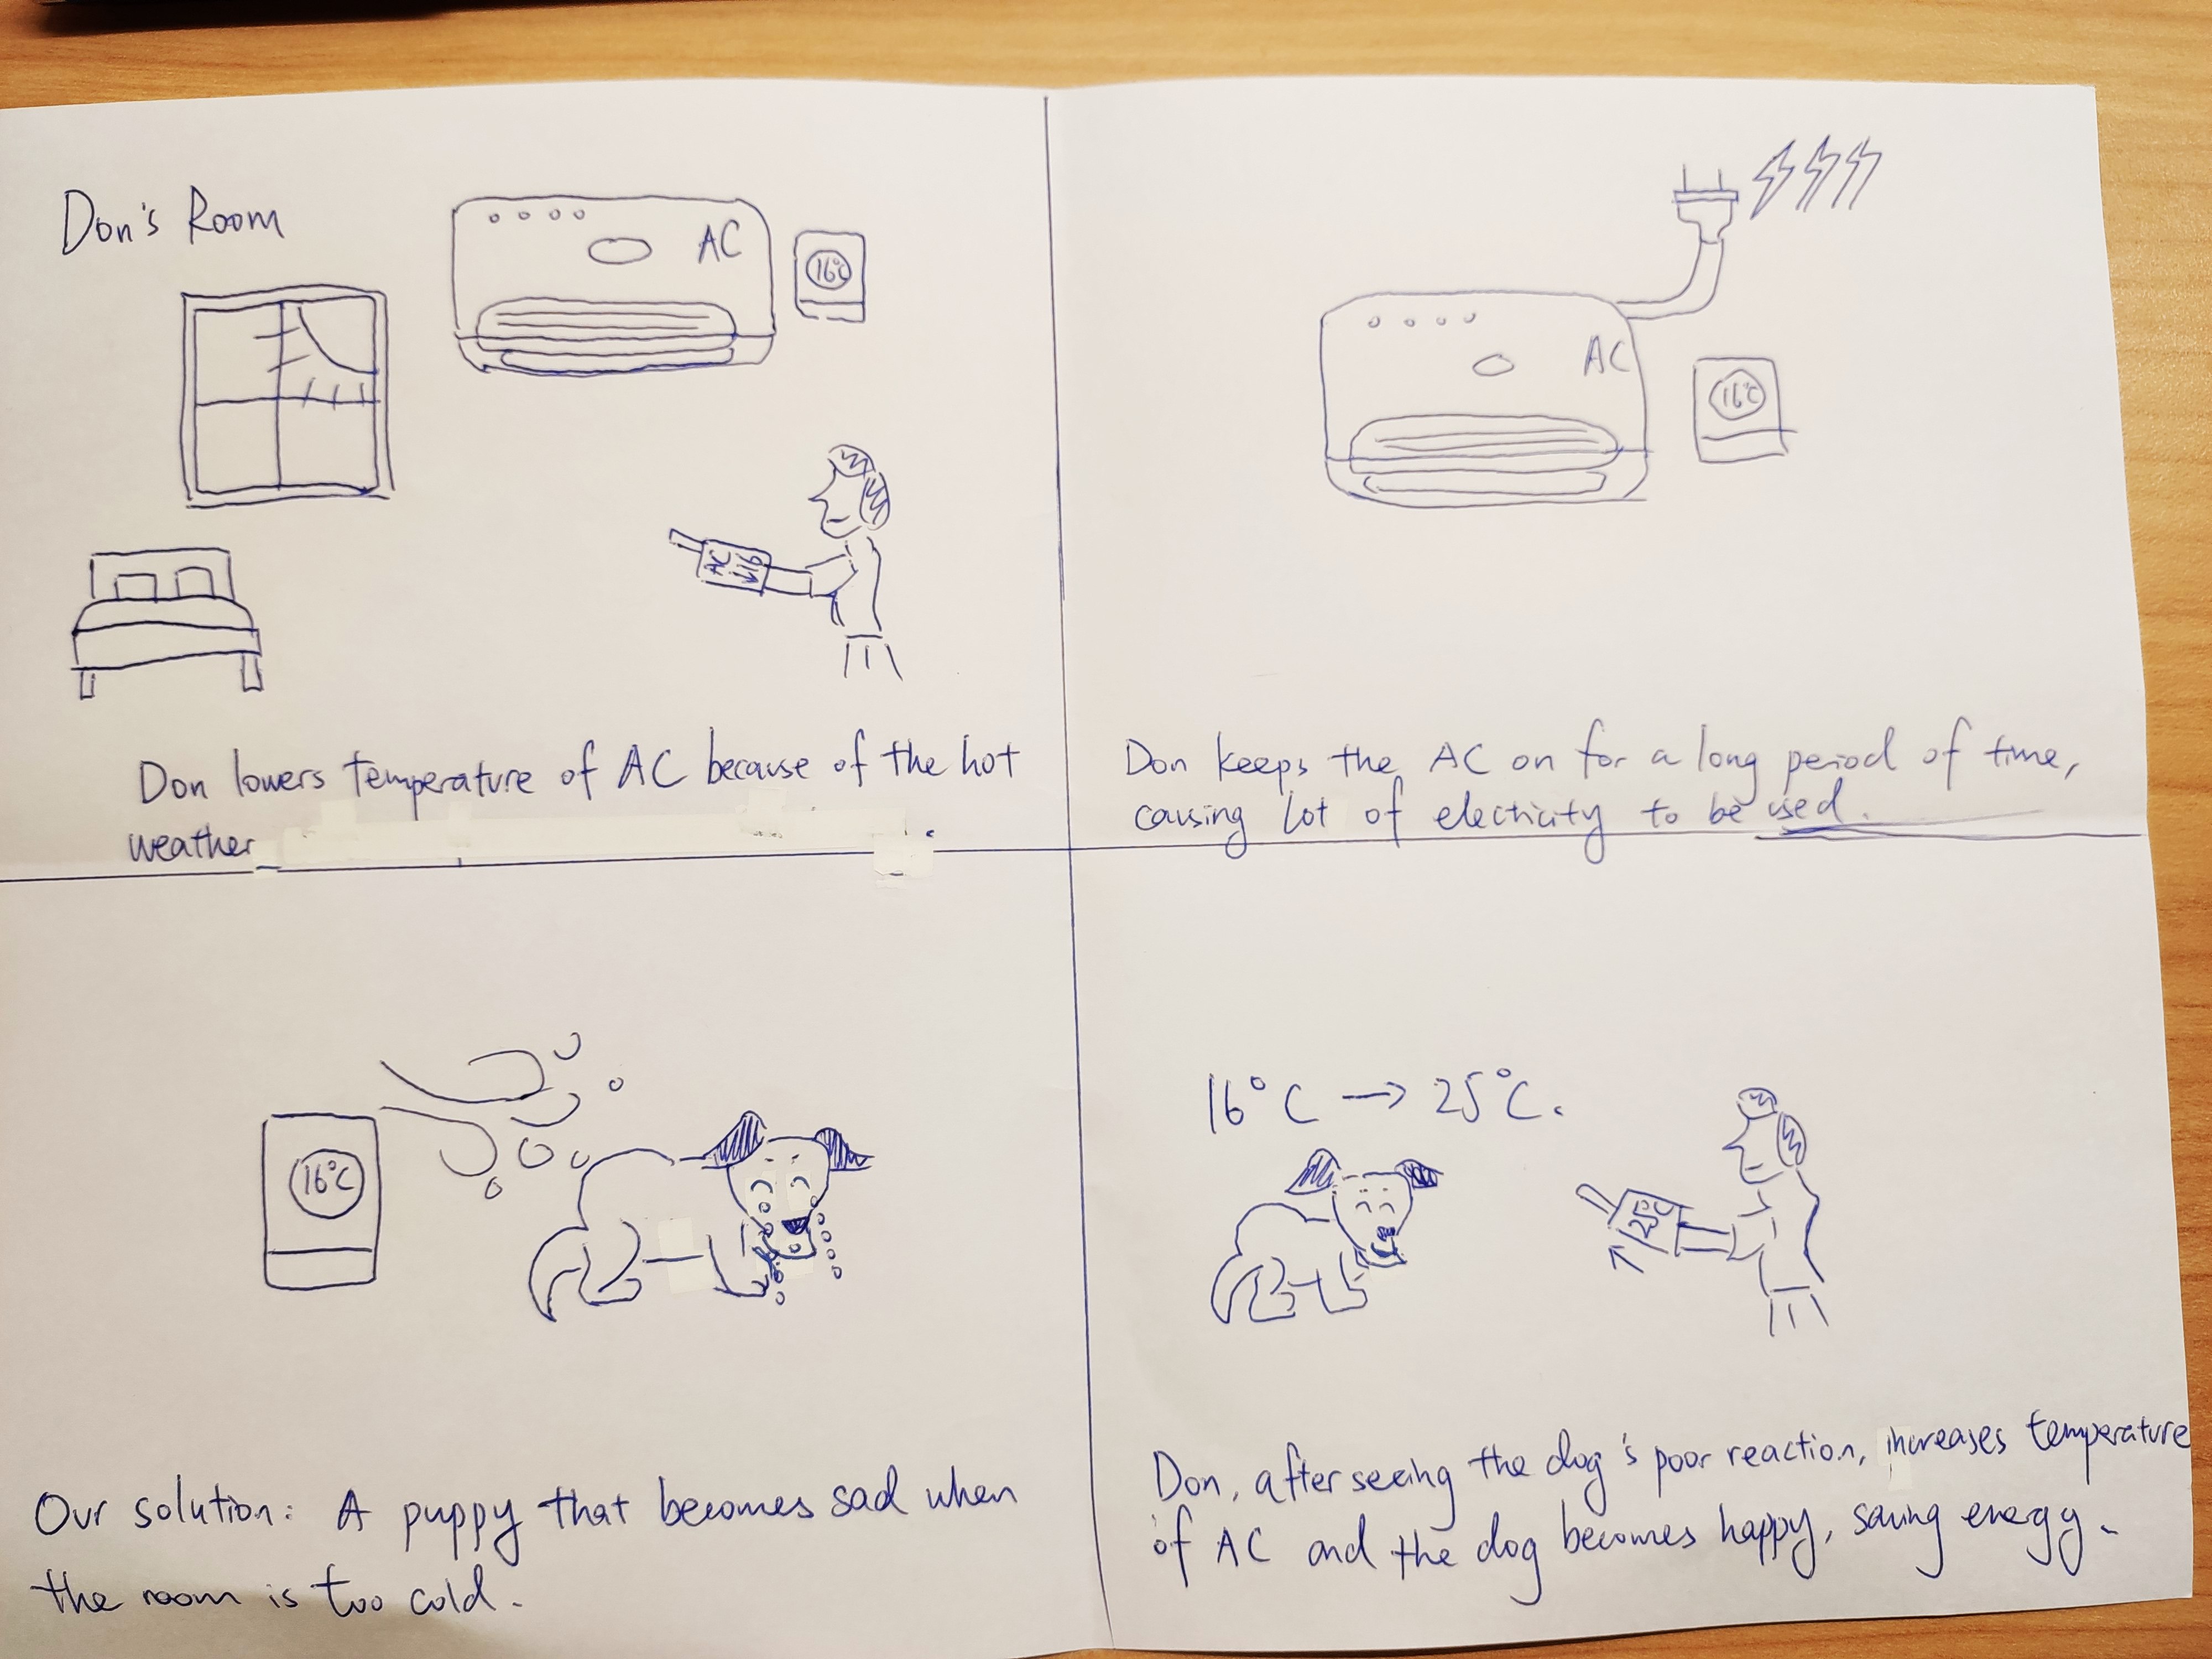 Don's Room
AC
16°C
AC
↓16
Don lowers temperature of AC because of the hot
weather .
AC
16°C
Don keeps the AC on for a long period of time,
causing lot of electicity to be used.
16°C
Our solution: A puppy that becomes sad when
the room is too cold.
16°C → 25°C.
25°C
Don, after seeing the dog's poor reaction, increases temperature
of AC and the dog becomes happy, saving energy.